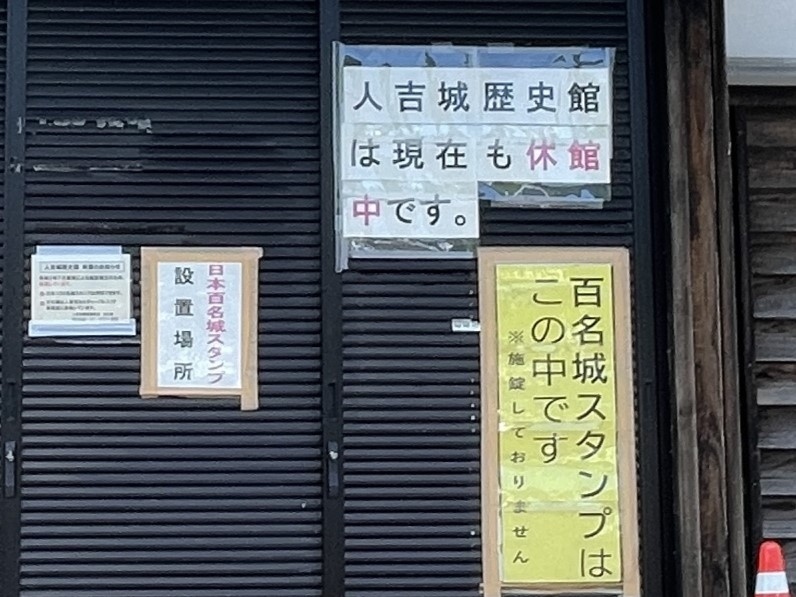 人吉城歴史館
は現在も休館
中です。
日本百名城スタンプ
設置場所
百名城スタンプは
この中です
※施錠しておりません